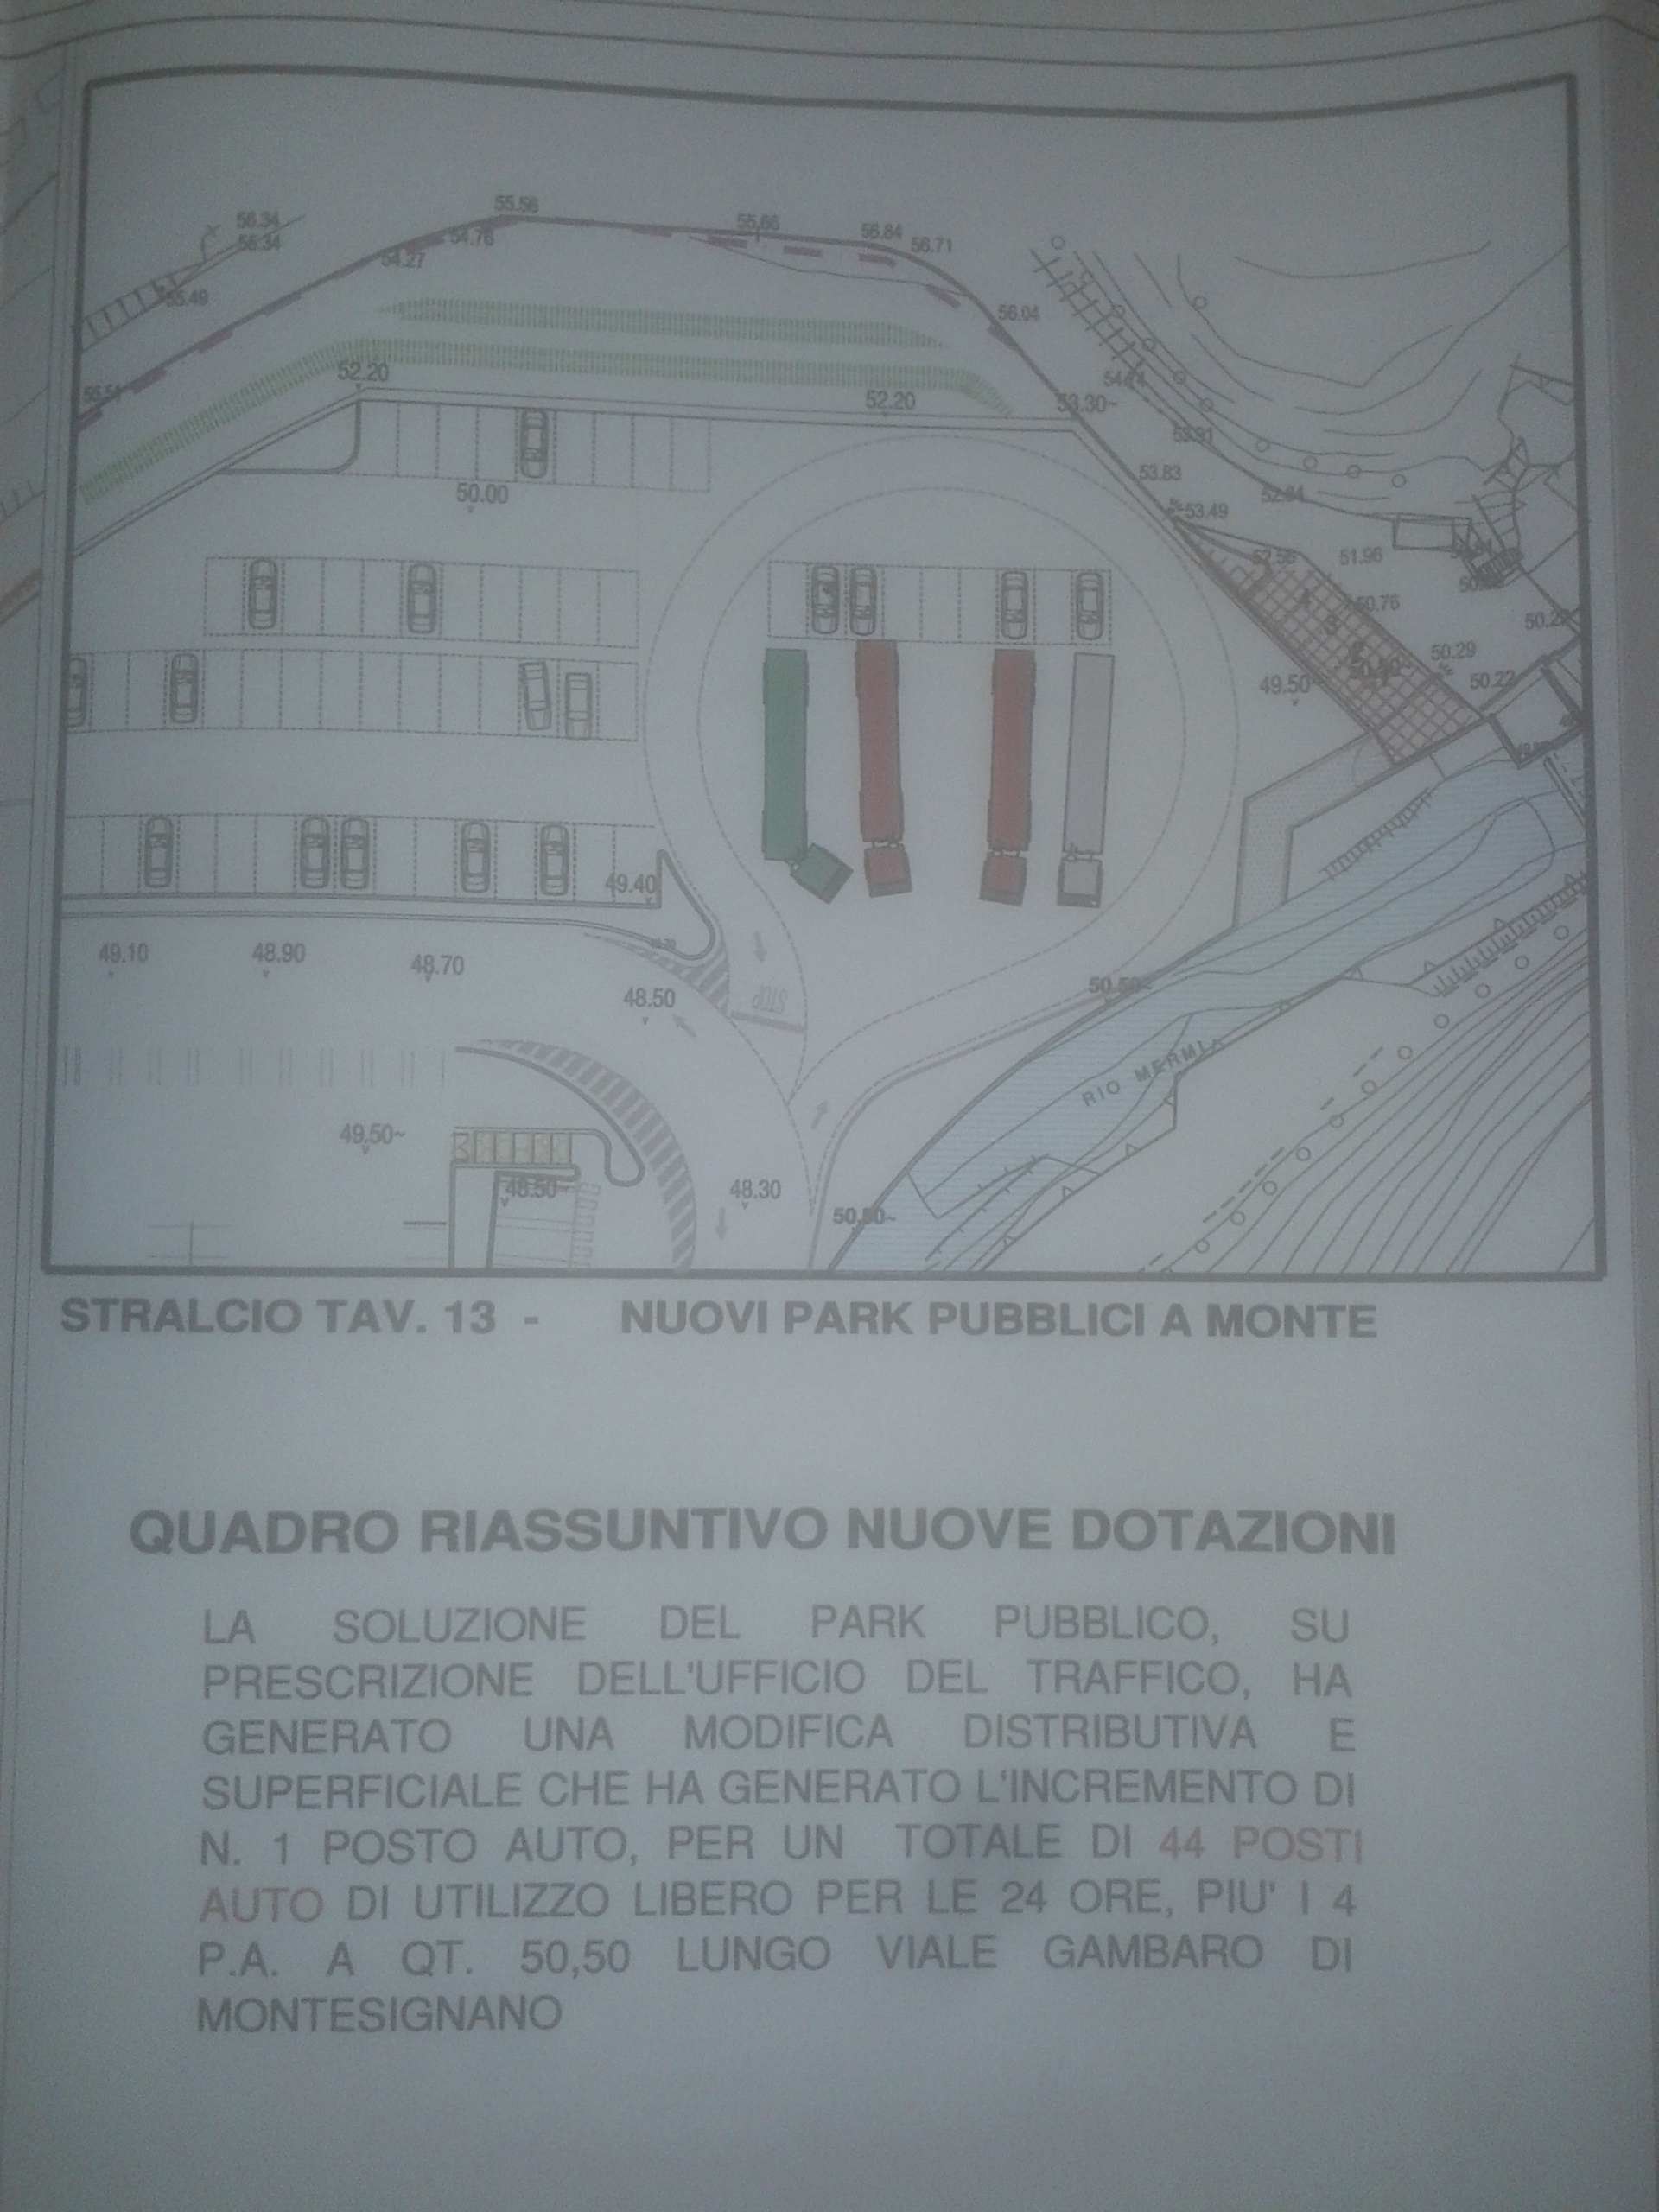 56.34
56.34
55.56
54.76
54.27
55.66
56.84
56.71
55.49
56.04
55.51
52.20
52.20
53.30~
53.91
53.83
50.00
52.84
53.49
52.56
51.96
50.76
50.29
50.22
49.50~
49.40
49.10
48.90
48.70
48.50
STOP
50.50~
RIO MERMI
49.50~
48.50~
48.30
STRALCIO TAV. 13 - NUOVI PARK PUBBLICI A MONTE
QUADRO RIASSUNTIVO NUOVE DOTAZIONI
LA SOLUZIONE DEL PARK PUBBLICO, SU
PRESCRIZIONE DELL'UFFICIO DEL TRAFFICO, HA
GENERATO UNA MODIFICA DISTRIBUTIVA E
SUPERFICIALE CHE HA GENERATO L'INCREMENTO DI
N. 1 POSTO AUTO, PER UN TOTALE DI 44 POSTI
AUTO DI UTILIZZO LIBERO PER LE 24 ORE, PIU' I 4
P.A. A QT. 50,50 LUNGO VIALE GAMBARO DI
MONTESIGNANO